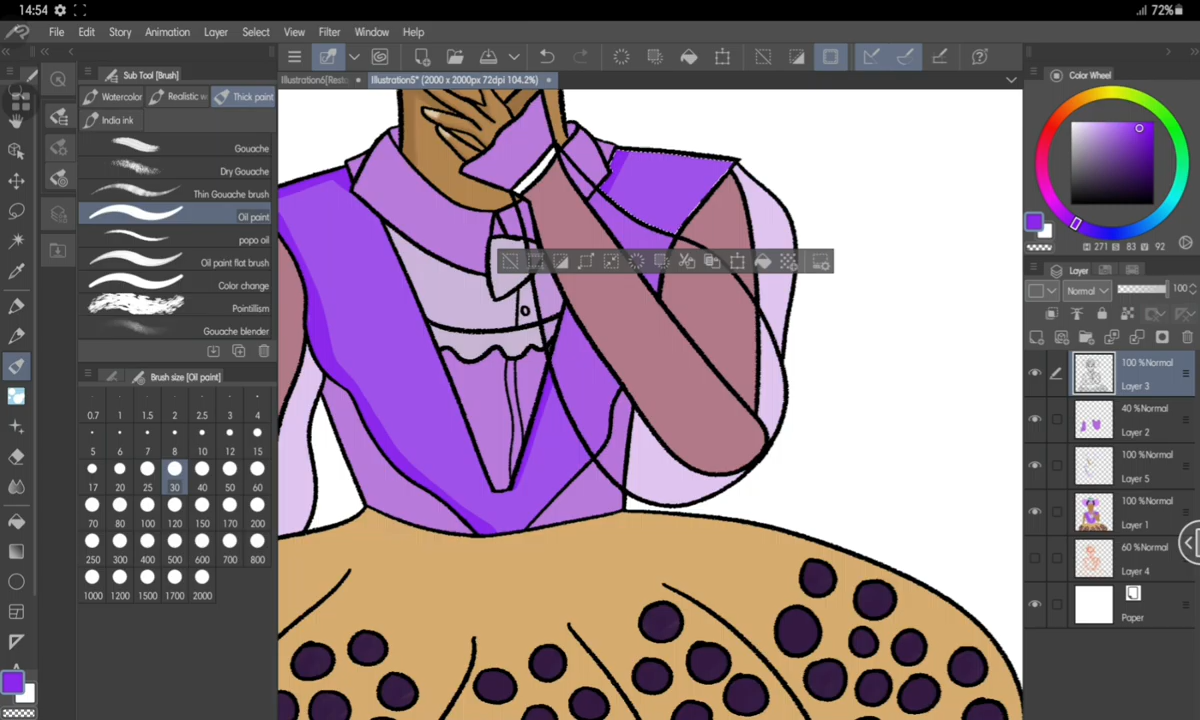 14:54
72%
File Edit Story Animation Layer Select View Filter Window Help
Sub Tool [Brush]
Watercolor Realistic w Thick paint
India ink
Gouache
Dry Gouache
Thin Gouache brush
Oil paint
popo oil
Oil paint flat brush
Color change
Pointillism
Gouache blender
Brush size [Oil paint]
0.7 1 1.5 2 2.5 3 4
5 6 7 8 10 12 15
17 20 25 30 40 50 60
70 80 100 120 150 170 200
250 300 400 500 600 700 800
1000 1200 1500 1700 2000
Illustration5* (2000 x 2000px 72dpi 104.2%)
Color Wheel
H 271 S 83 V 92
Layer
Normal 100
100 %Normal
Layer 3
40 %Normal
Layer 2
100 %Normal
Layer 5
100 %Normal
Layer 1
60 %Normal
Layer 4
Paper